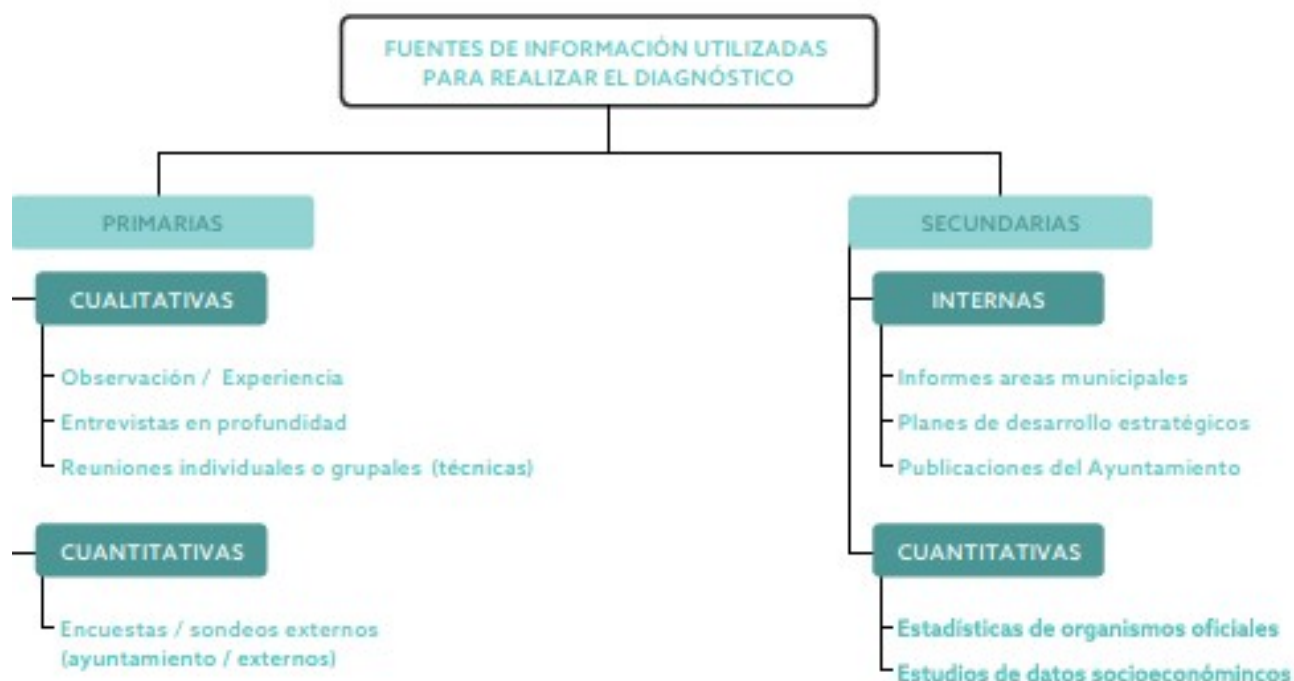 FUENTES DE INFORMACIÓN UTILIZADAS
PARA REALIZAR EL DIAGNÓSTICO
PRIMARIAS
CUALITATIVAS
Observación / Experiencia
Entrevistas en profundidad
Reuniones individuales o grupales (técnicas)
CUANTITATIVAS
Encuestas / sondeos externos
(ayuntamiento / externos)
SECUNDARIAS
INTERNAS
Informes areas municipales
Planes de desarrollo estratégicos
Publicaciones del Ayuntamiento
CUANTITATIVAS
Estadísticas de organismos oficiales
Estudios de datos socioeconómincos